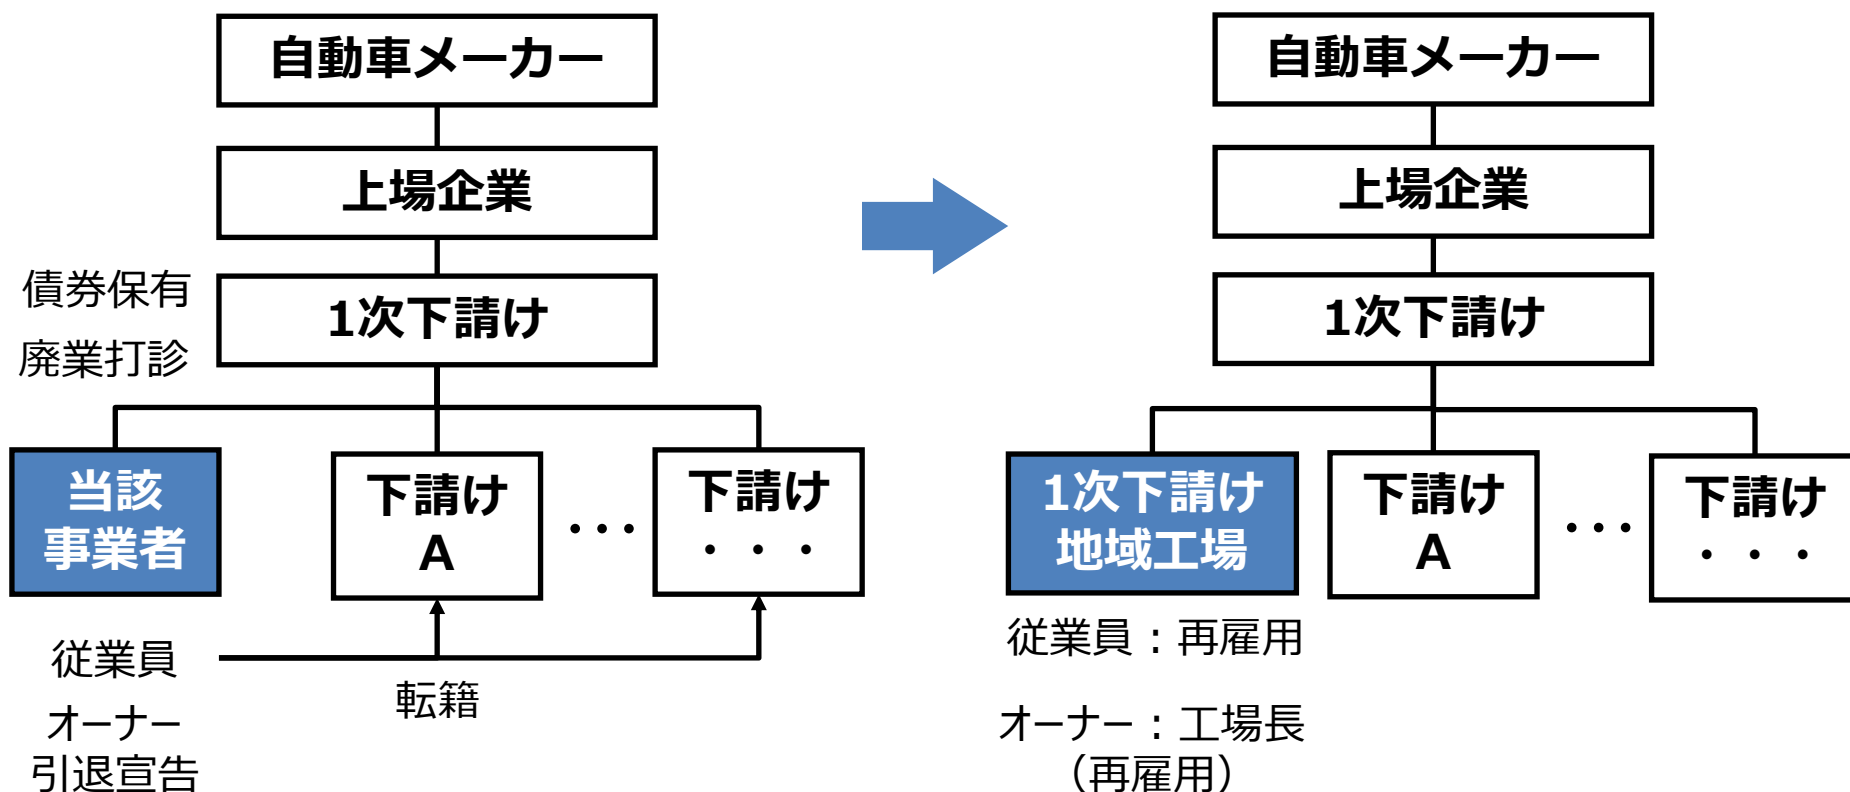 自動車メーカー
上場企業
債券保有
廃業打診
1次下請け
当該
事業者
下請け
A
・・・
下請け
・・・
従業員
転籍
オーナー
引退宣告
自動車メーカー
上場企業
1次下請け
1次下請け
地域工場
下請け
A
・・・
下請け
・・・
従業員：再雇用
オーナー：工場長
（再雇用）